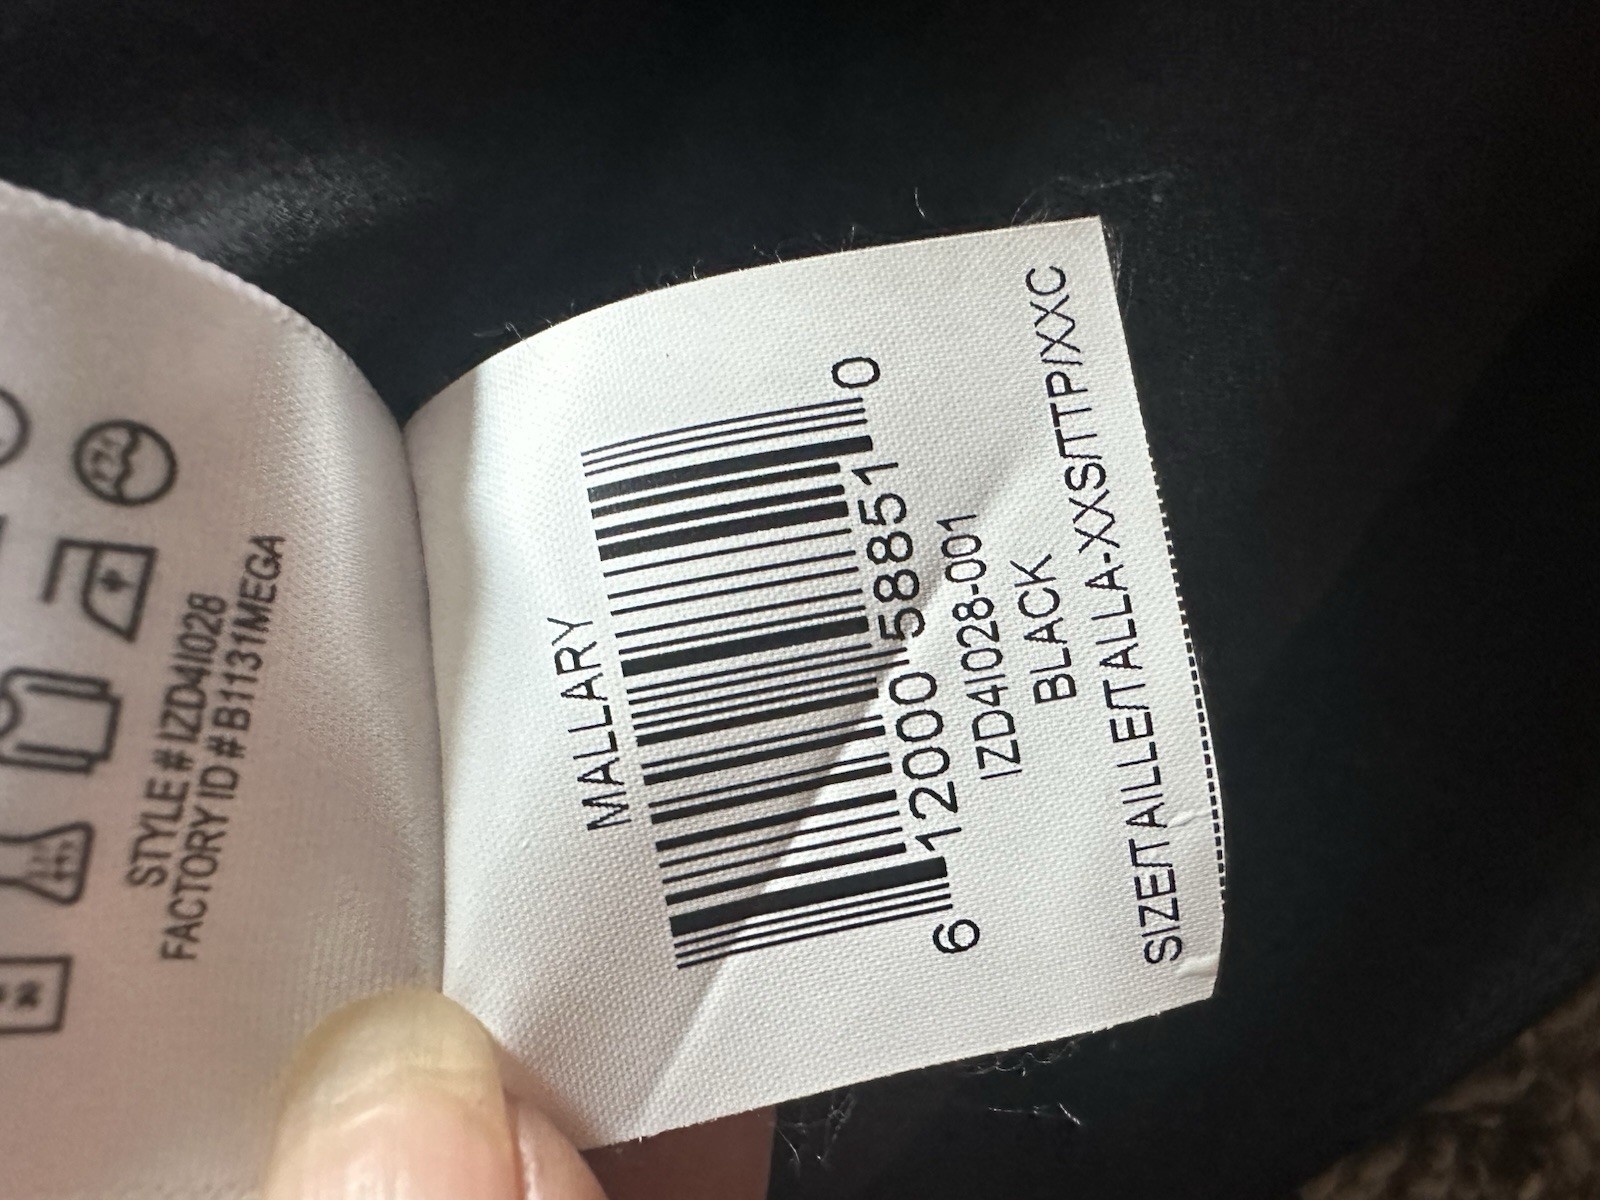 STYLE # IZD4I028
FACTORY ID # B1131MEGA
MALLARY
6 12000 58851 0
IZD4I028-001
BLACK
SIZE/TAILLE/TALLA-XXS/TTP/XXC